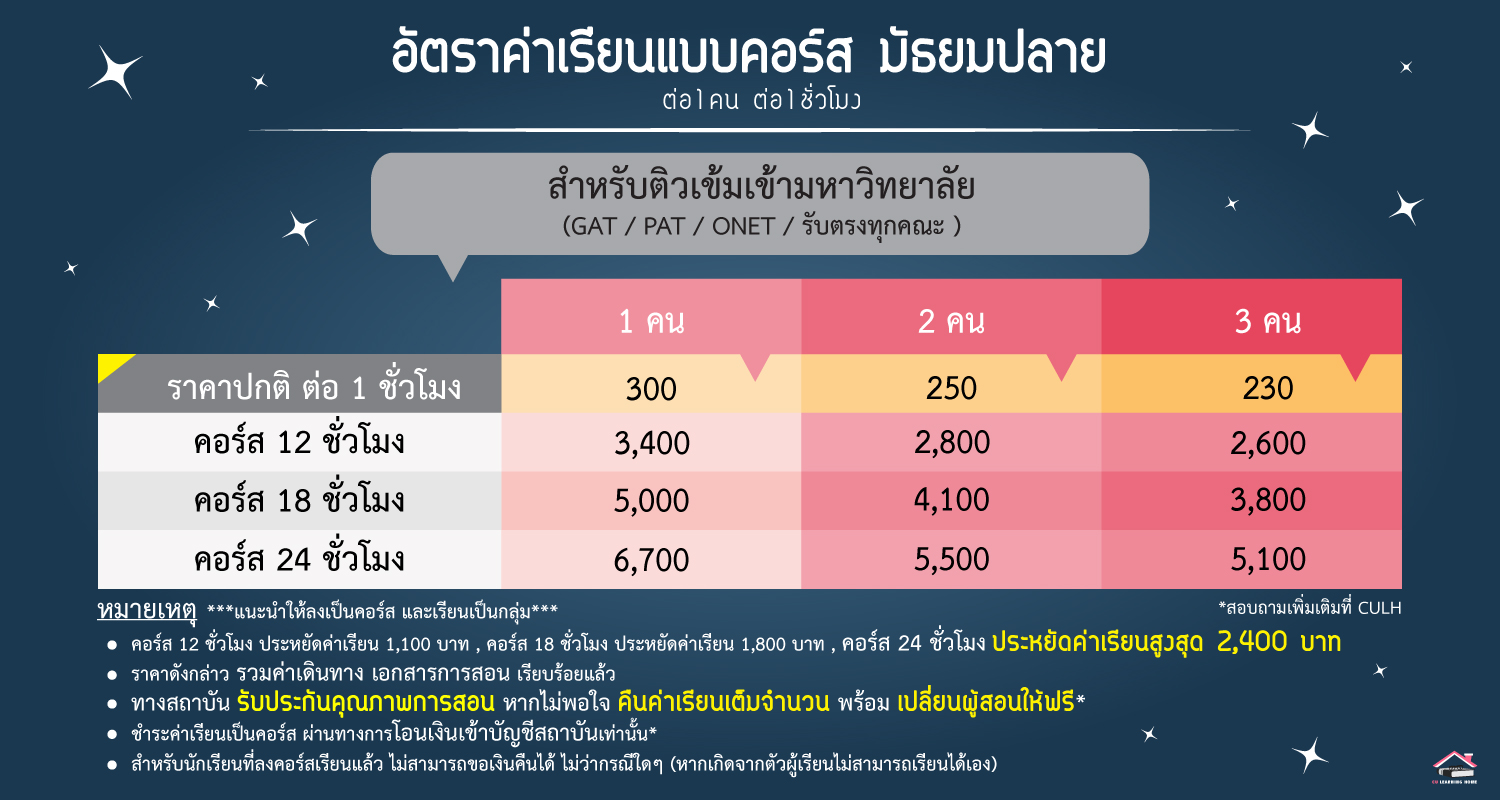 อัตราค่าเรียนแบบคอร์ส มัธยมปลาย
ต่อ1คน ต่อ1ชั่วโมง
สำหรับติวเข้มเข้ามหาวิทยาลัย
(GAT / PAT / ONET / รับตรงทุกคณะ )
1 คน 2 คน 3 คน
ราคาปกติ ต่อ 1 ชั่วโมง 300 250 230
คอร์ส 12 ชั่วโมง 3,400 2,800 2,600
คอร์ส 18 ชั่วโมง 5,000 4,100 3,800
คอร์ส 24 ชั่วโมง 6,700 5,500 5,100
หมายเหตุ ***แนะนำให้ลงเป็นคอร์ส และเรียนเป็นกลุ่ม*** *สอบถามเพิ่มเติมที่ CULH
● คอร์ส 12 ชั่วโมง ประหยัดค่าเรียน 1,100 บาท , คอร์ส 18 ชั่วโมง ประหยัดค่าเรียน 1,800 บาท , คอร์ส 24 ชั่วโมง ประหยัดค่าเรียนสูงสุด 2,400 บาท
● ราคาดังกล่าว รวมค่าเดินทาง เอกสารการสอน เรียบร้อยแล้ว
● ทางสถาบัน รับประกันคุณภาพการสอน หากไม่พอใจ คืนค่าเรียนเต็มจำนวน พร้อม เปลี่ยนผู้สอนให้ฟรี*
● ชำระค่าเรียนเป็นคอร์ส ผ่านทางการโอนเงินเข้าบัญชีสถาบันเท่านั้น*
● สำหรับนักเรียนที่ลงคอร์สเรียนแล้ว ไม่สามารถขอเงินคืนได้ ไม่ว่ากรณีใดๆ (หากเกิดจากตัวผู้เรียนไม่สามารถเรียนได้เอง)
CU LEARNING HOME